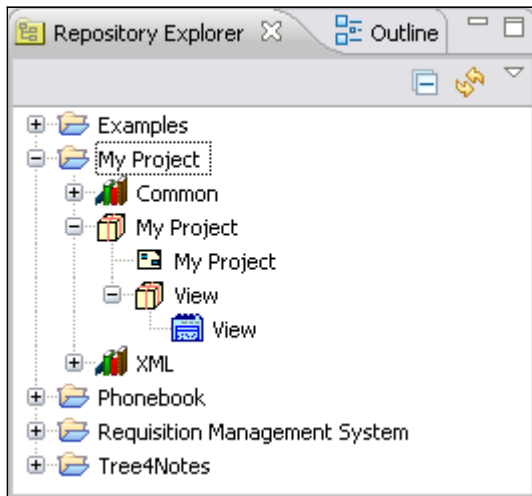 Repository Explorer Outline
Examples
My Project
Common
My Project
My Project
View
View
XML
Phonebook
Requisition Management System
Tree4Notes